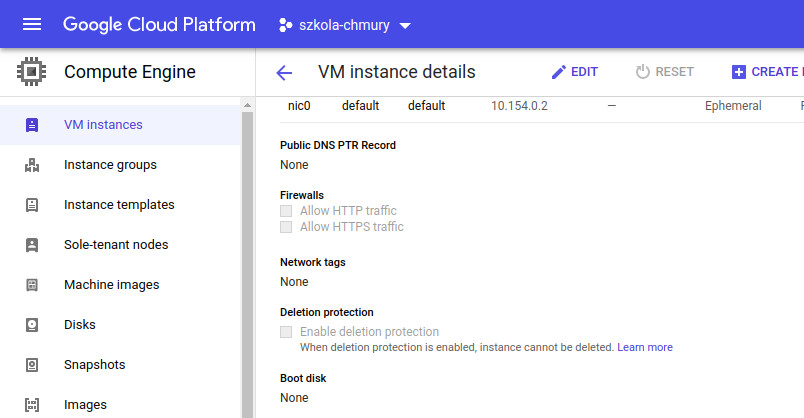 Google Cloud Platform szkola-chmury
Compute Engine
VM instance details EDIT RESET CREATE
nic0 default default 10.154.0.2 — Ephemeral
VM instances
Instance groups
Instance templates
Sole-tenant nodes
Machine images
Disks
Snapshots
Images
Public DNS PTR Record
None
Firewalls
Allow HTTP traffic
Allow HTTPS traffic
Network tags
None
Deletion protection
Enable deletion protection
When deletion protection is enabled, instance cannot be deleted. Learn more
Boot disk
None